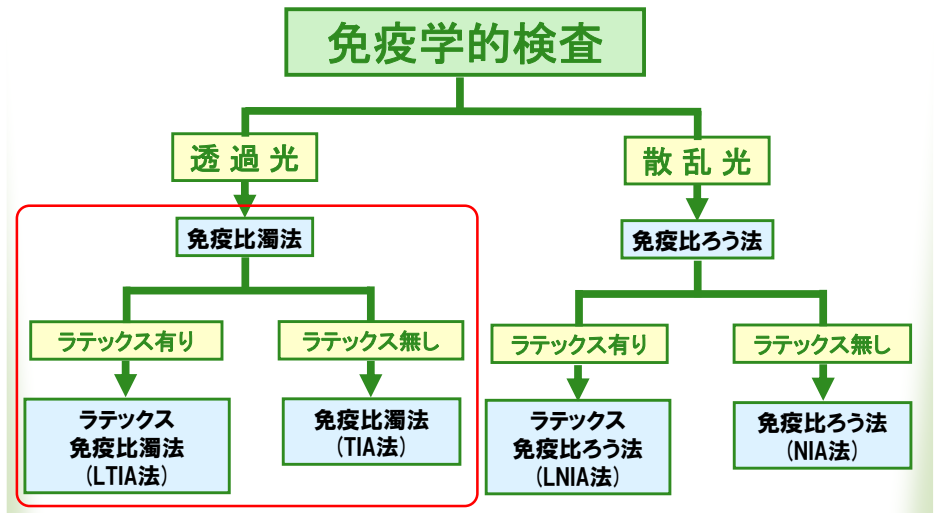 免疫学的検査
透過光
散乱光
免疫比濁法
免疫比ろう法
ラテックス有り
ラテックス無し
ラテックス有り
ラテックス無し
ラテックス
免疫比濁法
(LTIA法)
免疫比濁法
(TIA法)
ラテックス
免疫比ろう法
(LNIA法)
免疫比ろう法
(NIA法)